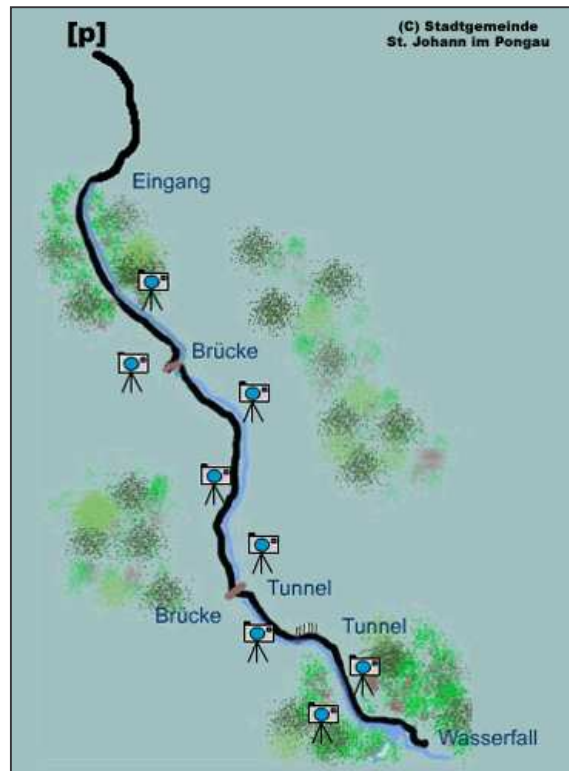 [p]
(C) Stadtgemeinde
St. Johann im Pongau
Eingang
Brücke
Tunnel
Brücke
Tunnel
Wasserfall